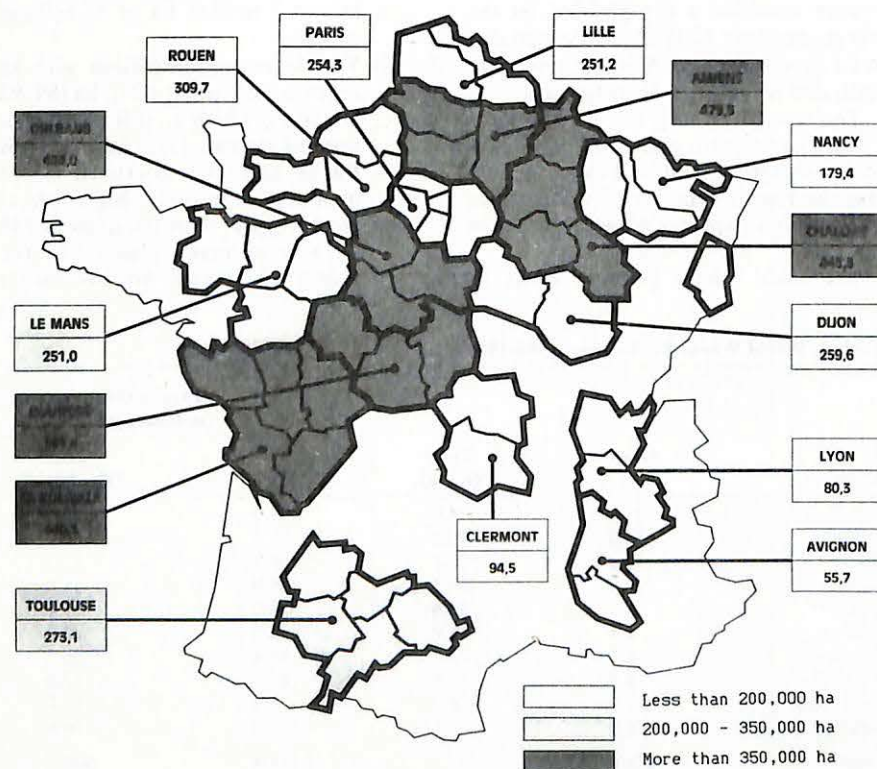 PARIS
254,3
LILLE
251,2
ROUEN
309,7
AMIENS
NANCY
179,4
LE MANS
251,0
DIJON
259,6
LYON
80,3
CLERMONT
94,5
AVIGNON
55,7
TOULOUSE
273,1
Less than 200,000 ha
200,000 - 350,000 ha
More than 350,000 ha